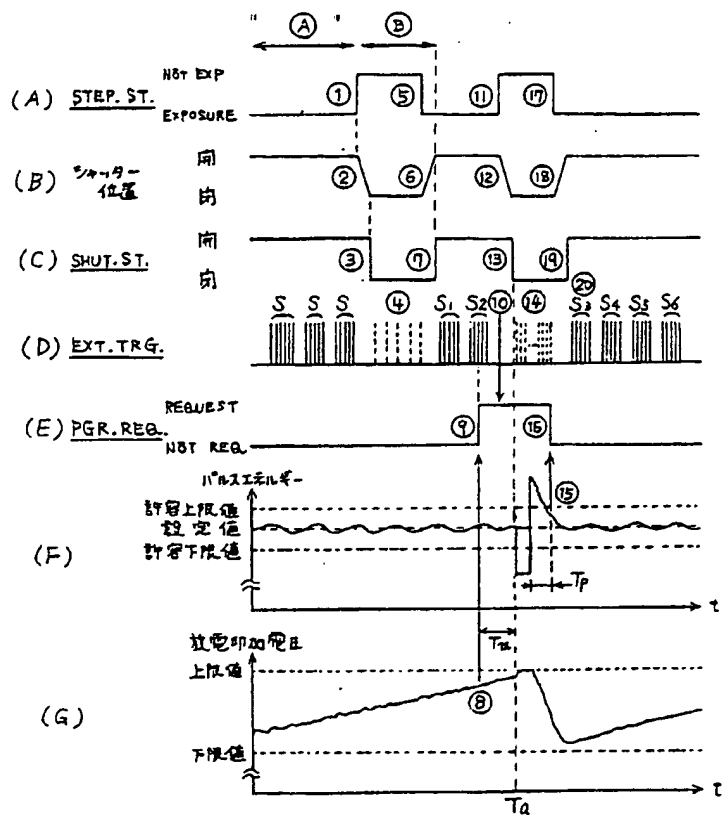 Ⓐ Ⓑ
NOT EXP
(A) STEP.ST. ① ⑤ ⑪ ⑰
EXPOSURE
開
(B) シャッター位置 ② ⑥ ⑫ ⑱
閉
開
(C) SHUT.ST. ③ ⑦ ⑬ ⑲
閉
S S S ④ S1 S2 ⑩ ⑭ ⑳ S3 S4 S5 S6
(D) EXT.TRG.
REQUEST
(E) PGR.REQ. ⑨ ⑯
NOT REQ.
パルスエネルギー
許容上限値 ⑮
設定値
(F) 許容下限値
Tp
t
放電印加電圧 Tn
上限値
(G) ⑧
下限値
t
Ta